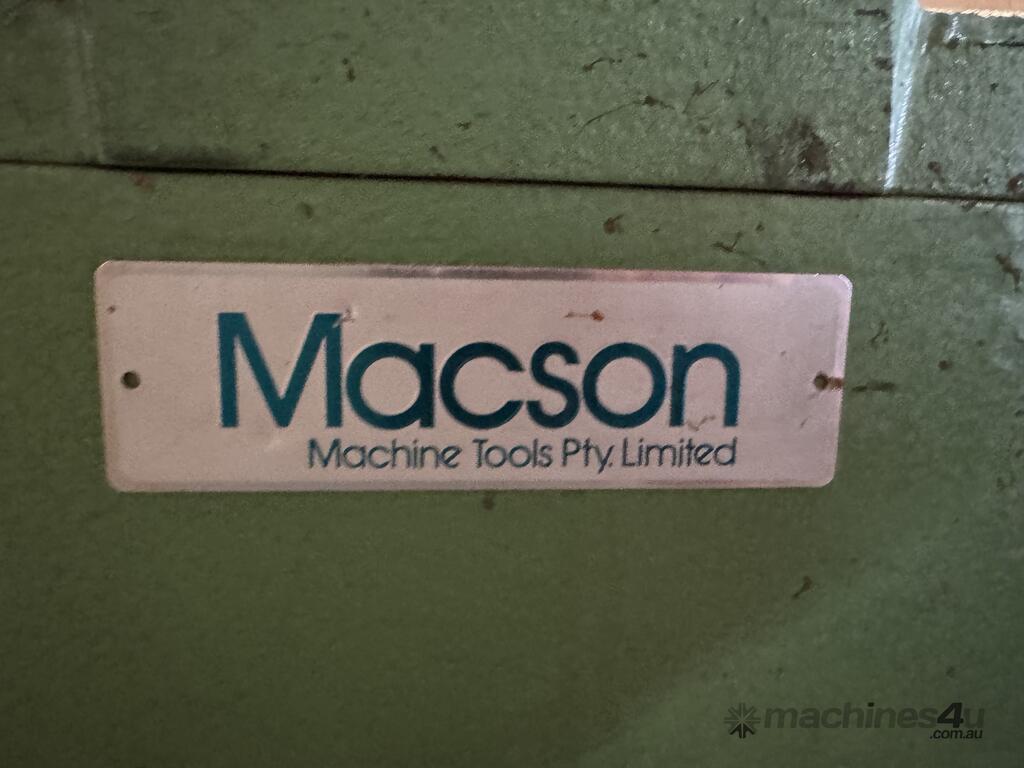 Macson
Machine Tools Pty. Limited
machines4u
.com.au